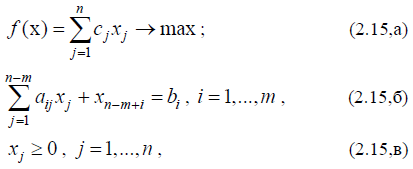 f(x) = ∑_{j=1}^{n} c_j x_j → max ; (2.15,а)
∑_{j=1}^{n−m} a_{ij} x_j + x_{n−m+i} = b_i , i = 1,...,m , (2.15,б)
x_j ≥ 0 , j = 1,...,n , (2.15,в)